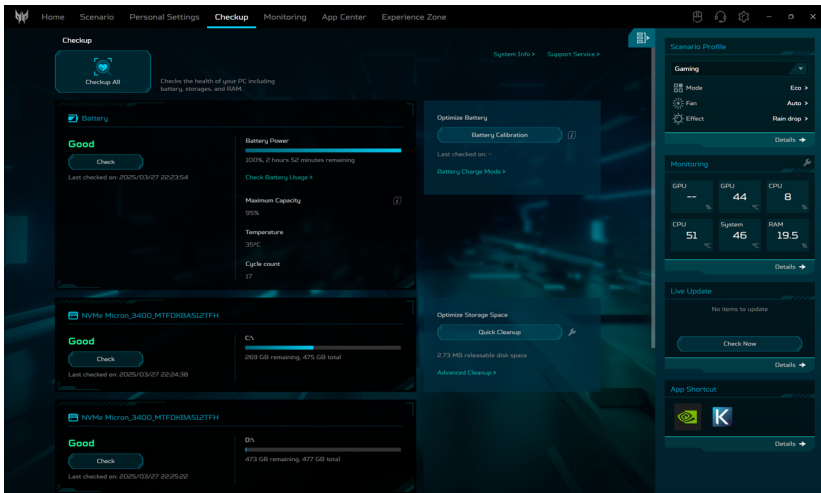 Home Scenario Personal Settings Checkup Monitoring App Center Experience Zone
Checkup
System Info > Support Service >
Checkup All
Checks the health of your PC including
battery, storages, and RAM.
Battery
Good
Check
Last checked on: 2025/03/27 22:23:54
Battery Power
100%, 2 hours 52 minutes remaining
Check Battery Usage >
Maximum Capacity
95%
Temperature
35°C
Cycle count
17
Optimize Battery
Battery Calibration
Last checked on: -
Battery Charge Mode >
NVMe Micron_3400_MTFDKBA512TFH
Good
Check
Last checked on: 2025/03/27 22:24:38
C:\
269 GB remaining, 475 GB total
Optimize Storage Space
Quick Cleanup
2.73 MB releasable disk space
Advanced Cleanup >
NVMe Micron_3400_MTFDKBA512TFH
Good
Check
Last checked on: 2025/03/27 22:25:22
D:\
473 GB remaining, 477 GB total
Scenario Profile
Gaming
Mode Eco >
Fan Auto >
Effect Rain drop >
Details →
Monitoring
GPU GPU CPU
-- 44 8
% °C %
CPU System RAM
51 46 19.5
°C °C %
Details →
Live Update
No items to update
Check Now
Details →
App Shortcut
K
Details →